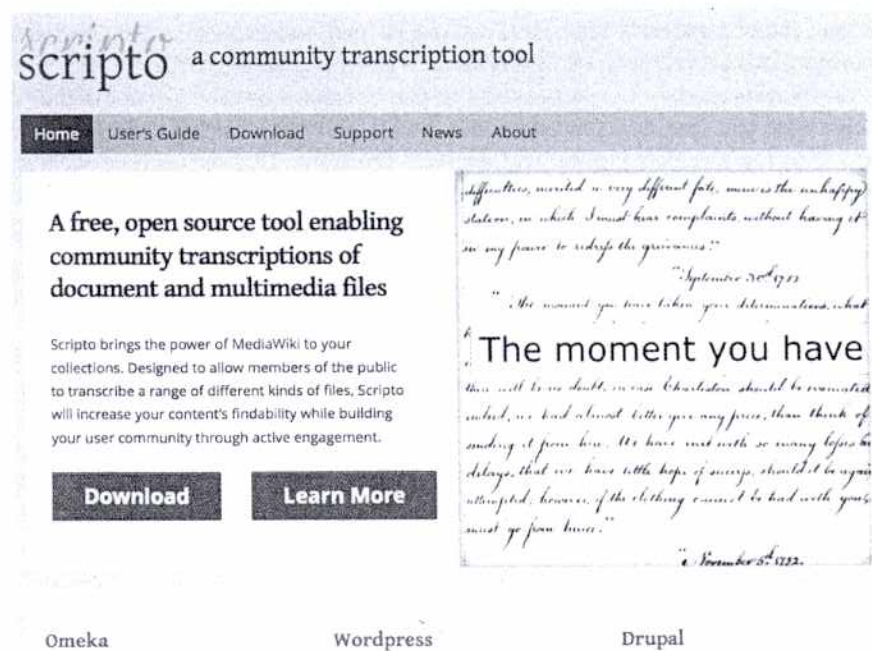 scripto
scripto a community transcription tool
Home User's Guide Download Support News About
A free, open source tool enabling
community transcriptions of
document and multimedia files
Scripto brings the power of MediaWiki to your
collections. Designed to allow members of the public
to transcribe a range of different kinds of files, Scripto
will increase your content's findability while building
your user community through active engagement.
Download Learn More
difficulties, merited a very different fate, mine is the unhappy
station, in which I must hear complaints, without having it
in my power to redress the grievances."
"September 30th 1782
"The moment you have taken your determinations, what
The moment you have
then will be no doubt, in case Charleston should be evacuated
indeed, we had almost better give any price, than think of
sending it from here. We have met with so many losses &
delays, that we have little hope of success, should it be again
attempted, however, if the clothing cannot be had with you,
must go from hence."
"November 5th 1782.
Omeka Wordpress Drupal